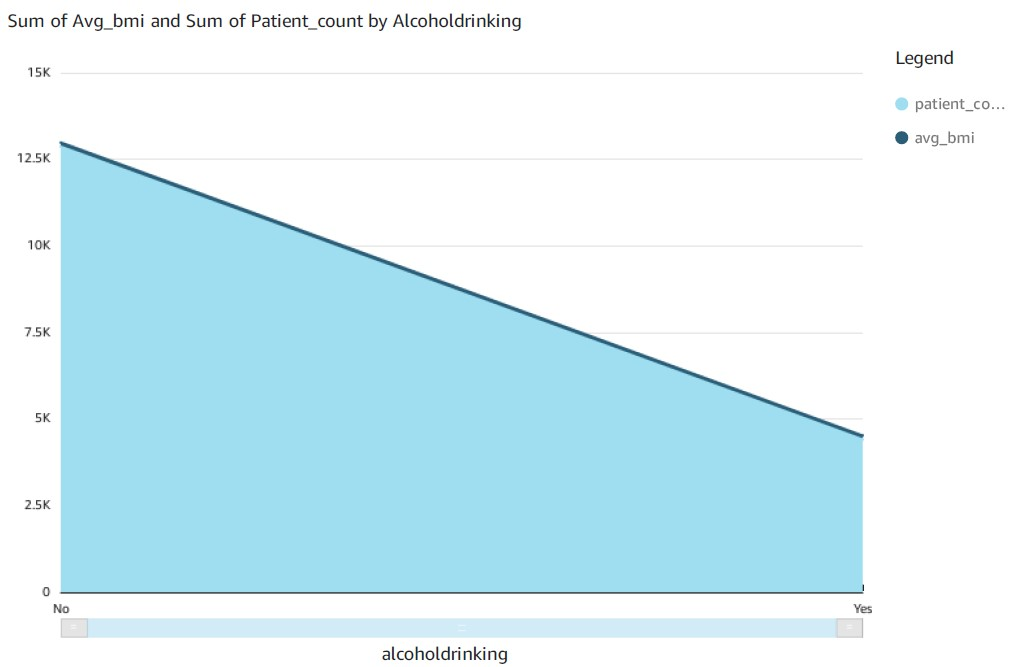 Sum of Avg_bmi and Sum of Patient_count by Alcoholdrinking
Legend
patient_co...
avg_bmi
15K
12.5K
10K
7.5K
5K
2.5K
0
No
Yes
alcoholdrinking